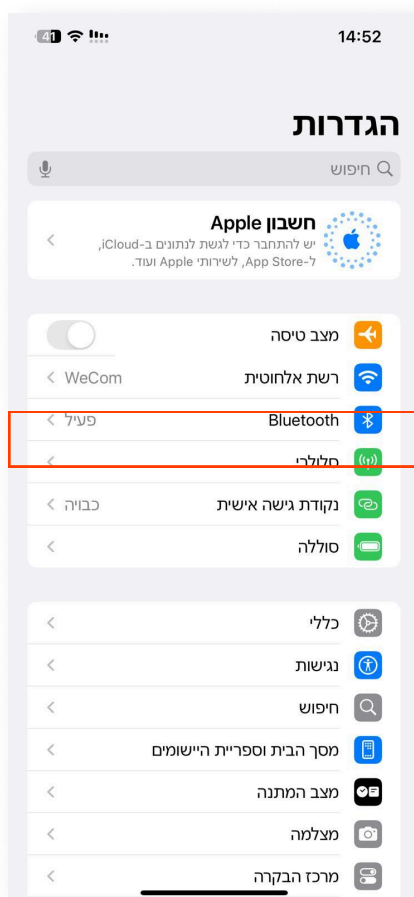 14:52
41
הגדרות
חיפוש
חשבון Apple
יש להתחבר כדי לגשת לנתונים ב-iCloud,
ל-App Store, לשירותי Apple ועוד.
מצב טיסה
רשת אלחוטית WeCom
Bluetooth פעיל
סלולרי
נקודת גישה אישית כבויה
סוללה
כללי
נגישות
חיפוש
מסך הבית וספריית היישומים
מצב המתנה
מצלמה
מרכז הבקרה